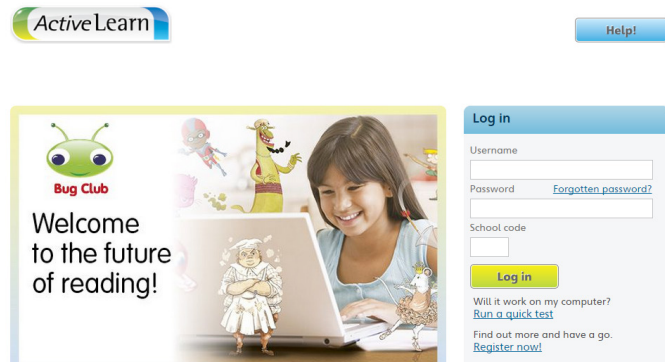 ActiveLearn
Help!
Bug Club
Welcome
to the future
of reading!
Log in
Username
Password Forgotten password?
School code
Log in
Will it work on my computer?
Run a quick test
Find out more and have a go.
Register now!